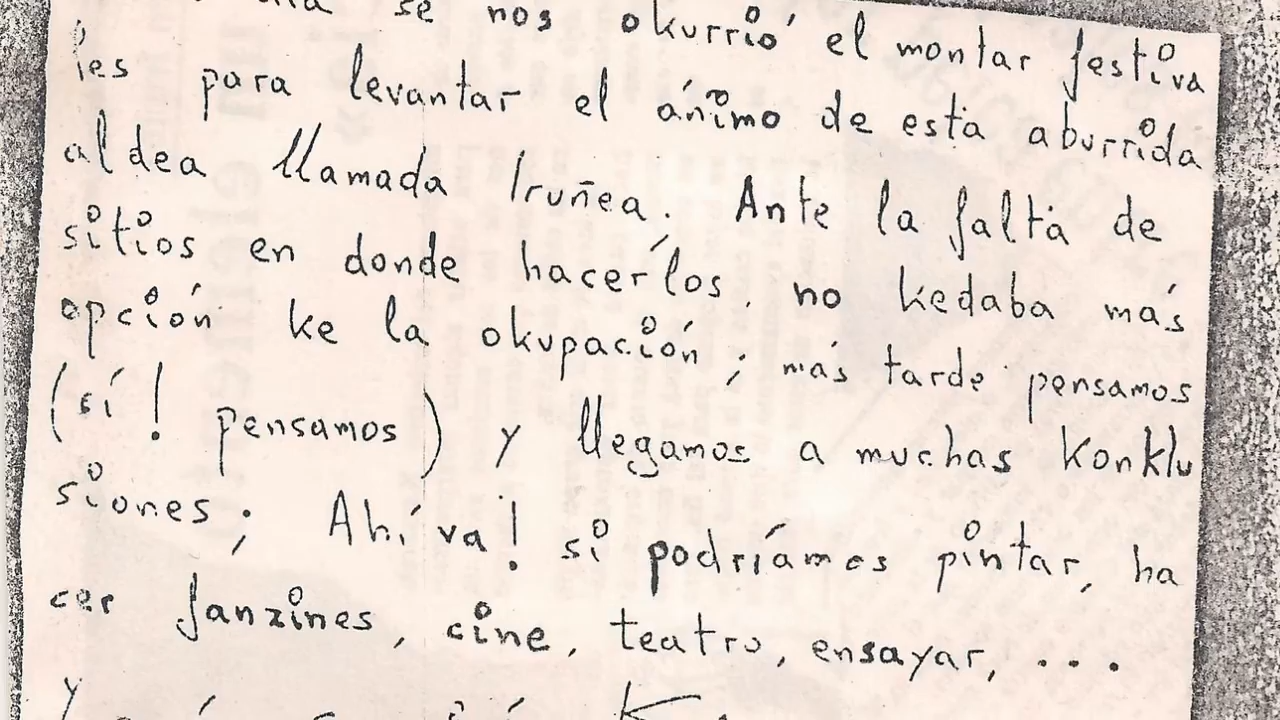 se nos okurrió el montar festiva
les para levantar el ánimo de esta aburrida
aldea llamada Iruñea. Ante la falta de
sitios en donde hacerlos, no kedaba más
opción ke la okupación; más tarde pensamos
(sí! pensamos) y llegamos a muchas konklu
siones; Ahí va! si podríamos pintar, ha
cer fanzines, cine, teatro, ensayar, ...
y